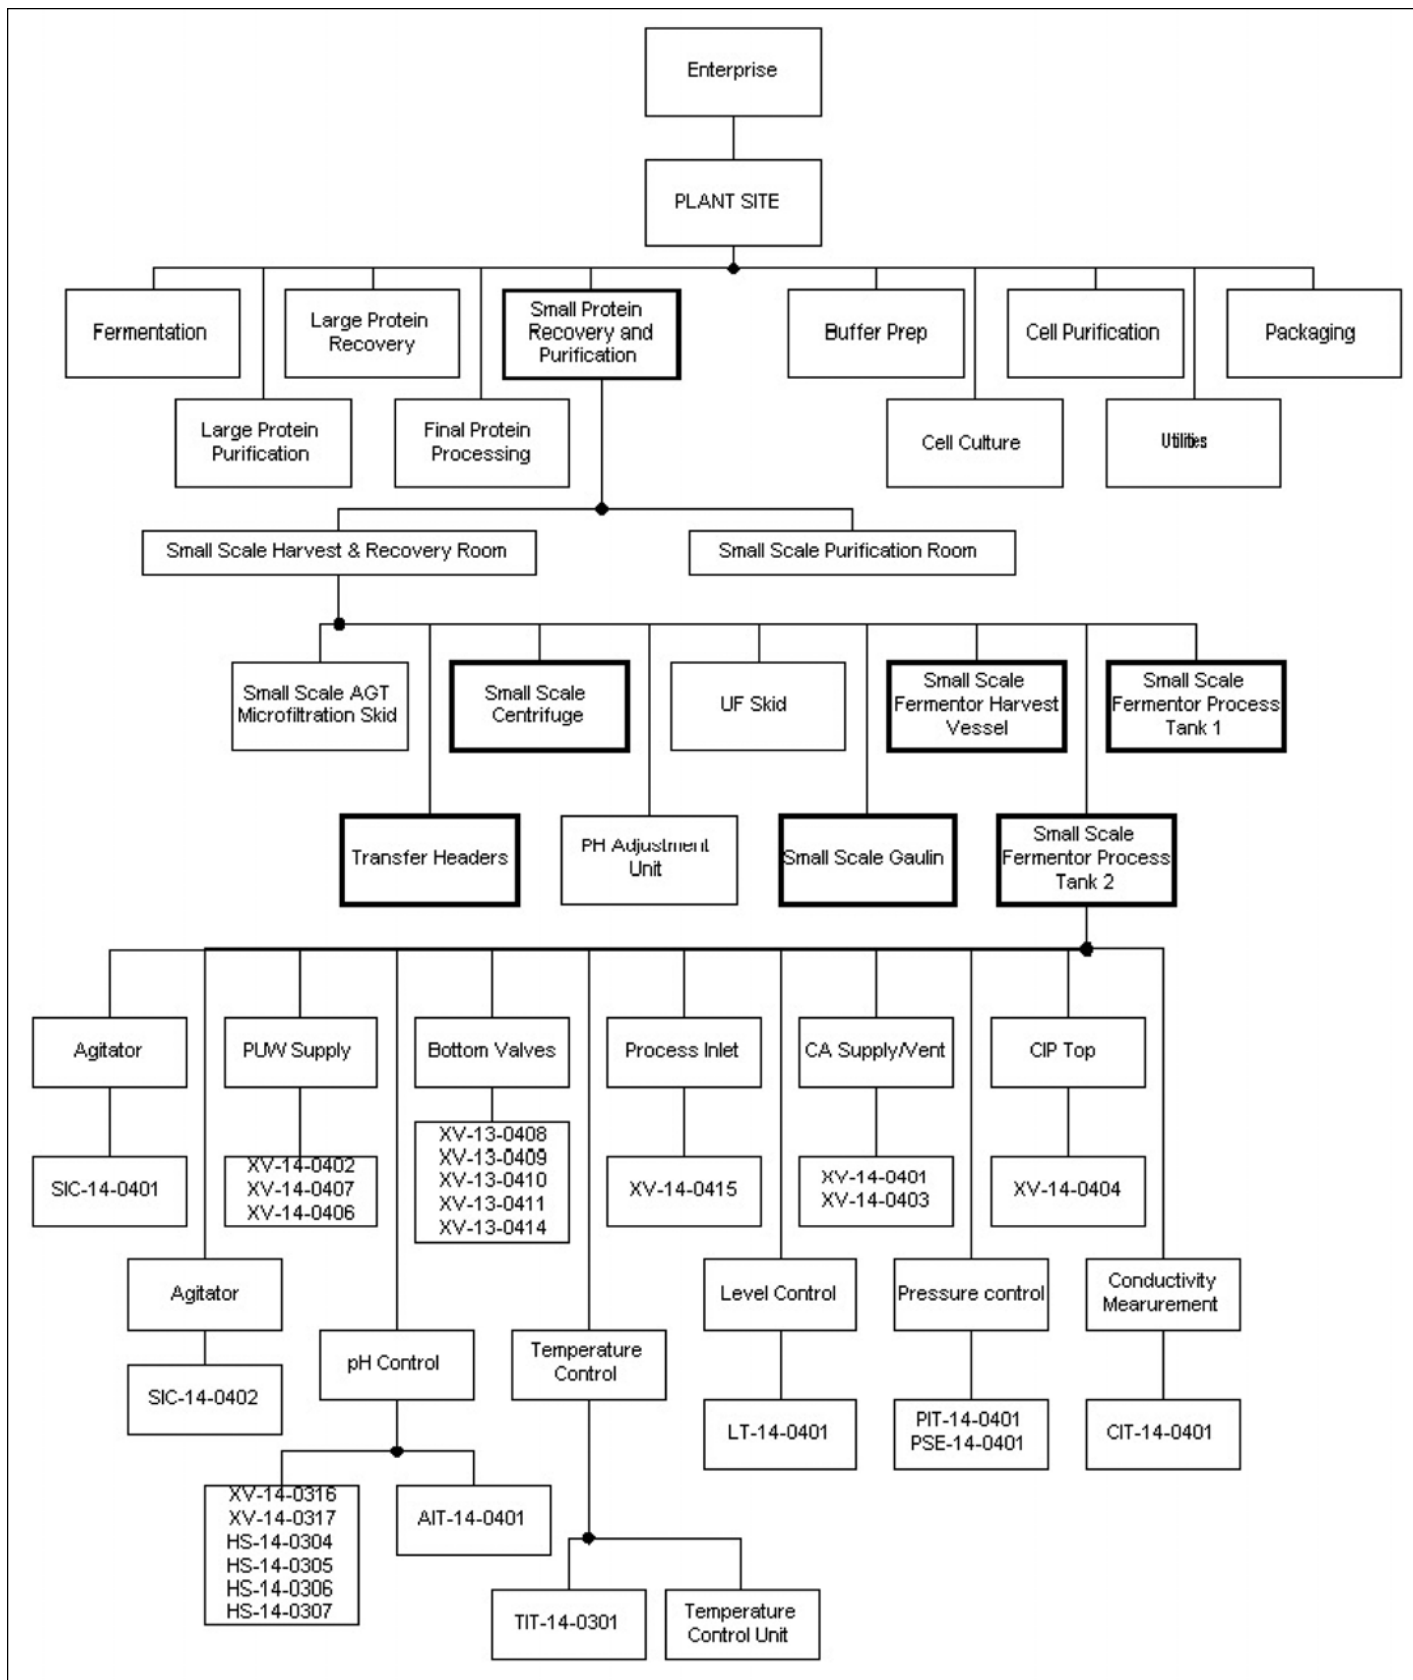 Enterprise
PLANT SITE
Fermentation
Large Protein
Recovery
Small Protein
Recovery and
Purification
Buffer Prep
Cell Purification
Packaging
Large Protein
Purification
Final Protein
Processing
Cell Culture
Utilities
Small Scale Harvest & Recovery Room
Small Scale Purification Room
Small Scale AGT
Microfiltration Skid
Small Scale
Centrifuge
UF Skid
Small Scale
Fermentor Harvest
Vessel
Small Scale
Fermentor Process
Tank 1
Transfer Headers
PH Adjustment
Unit
Small Scale Gaulin
Small Scale
Fermentor Process
Tank 2
Agitator
PUW Supply
Bottom Valves
Process Inlet
CA Supply/Vent
CIP Top
SIC-14-0401
XV-14-0402
XV-14-0407
XV-14-0406
XV-13-0408
XV-13-0409
XV-13-0410
XV-13-0411
XV-13-0414
XV-14-0415
XV-14-0401
XV-14-0403
XV-14-0404
Agitator
Level Control
Pressure control
Conductivity
Mearurement
pH Control
Temperature
Control
SIC-14-0402
LT-14-0401
PIT-14-0401
PSE-14-0401
CIT-14-0401
XV-14-0316
XV-14-0317
HS-14-0304
HS-14-0305
HS-14-0306
HS-14-0307
AIT-14-0401
TIT-14-0301
Temperature
Control Unit